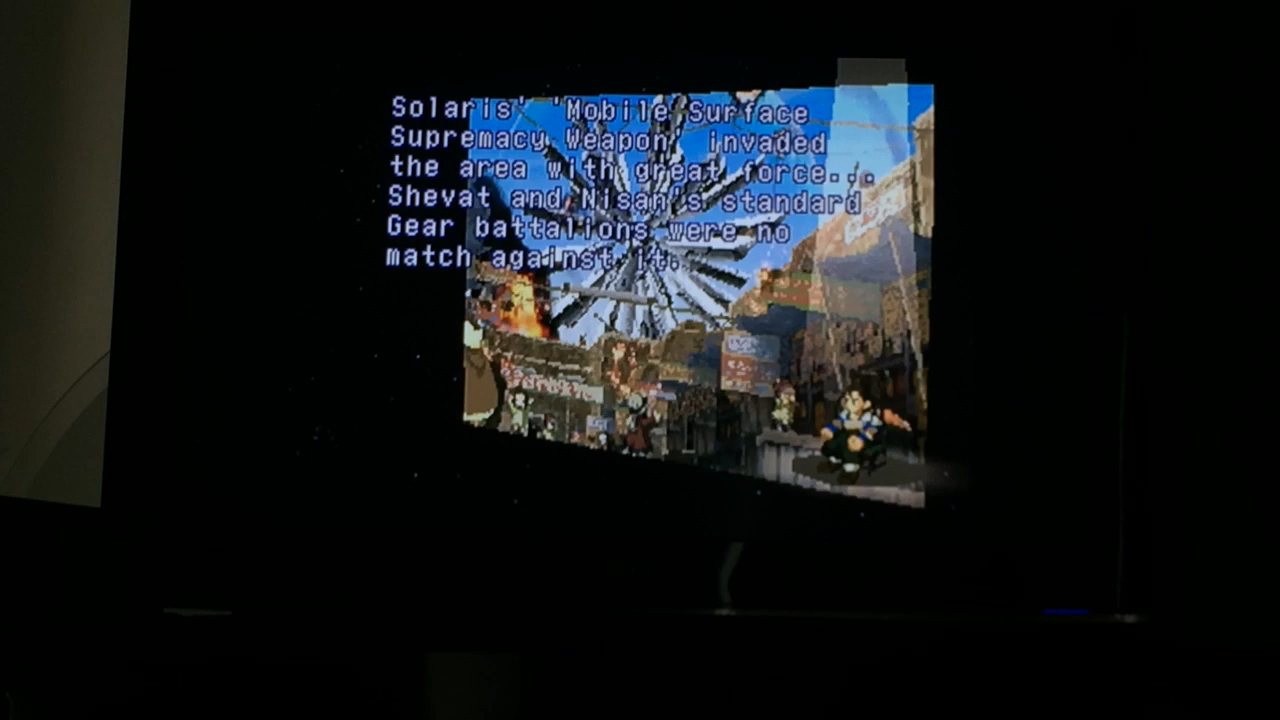 Solaris' 'Mobile Surface
Supremacy Weapon' invaded
the area with great force...
Shevat and Nisan's standard
Gear battalions were no
match against it.